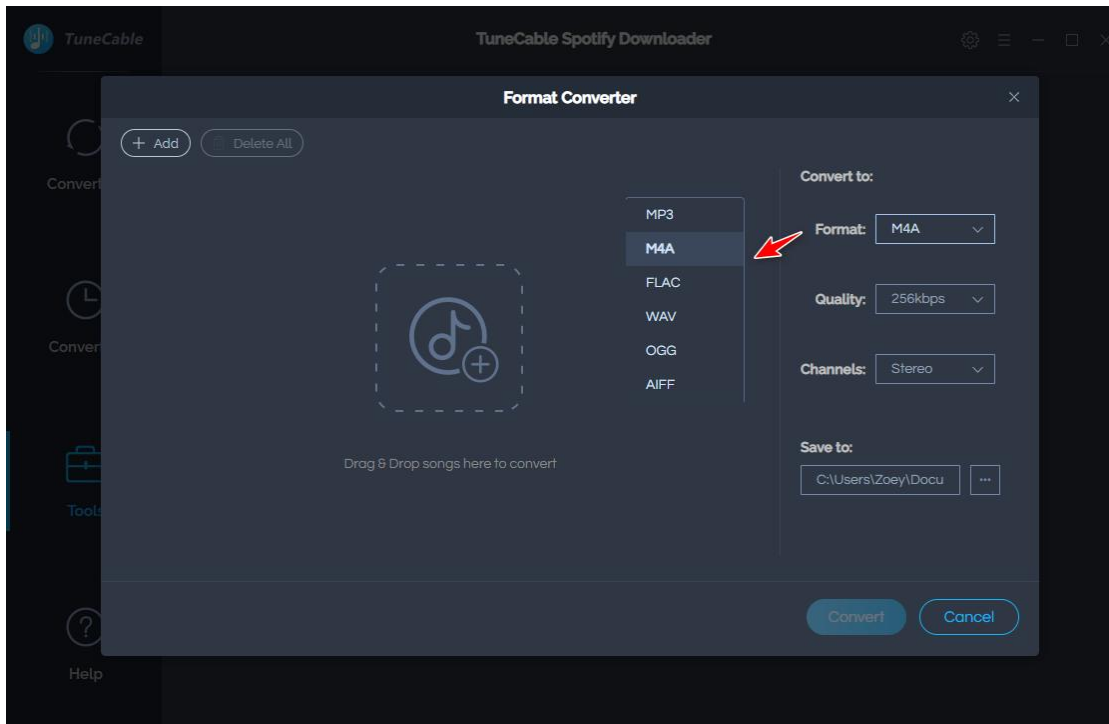 TuneCable
TuneCable Spotify Downloader
Format Converter
+ Add
Delete All
Convert to:
Format: M4A
MP3
M4A
FLAC
WAV
OGG
AIFF
Quality: 256kbps
Channels: Stereo
Drag & Drop songs here to convert
Save to:
C:\Users\Zoey\Docu
...
Convert
Cancel
Convert
Conver
Tools
Help